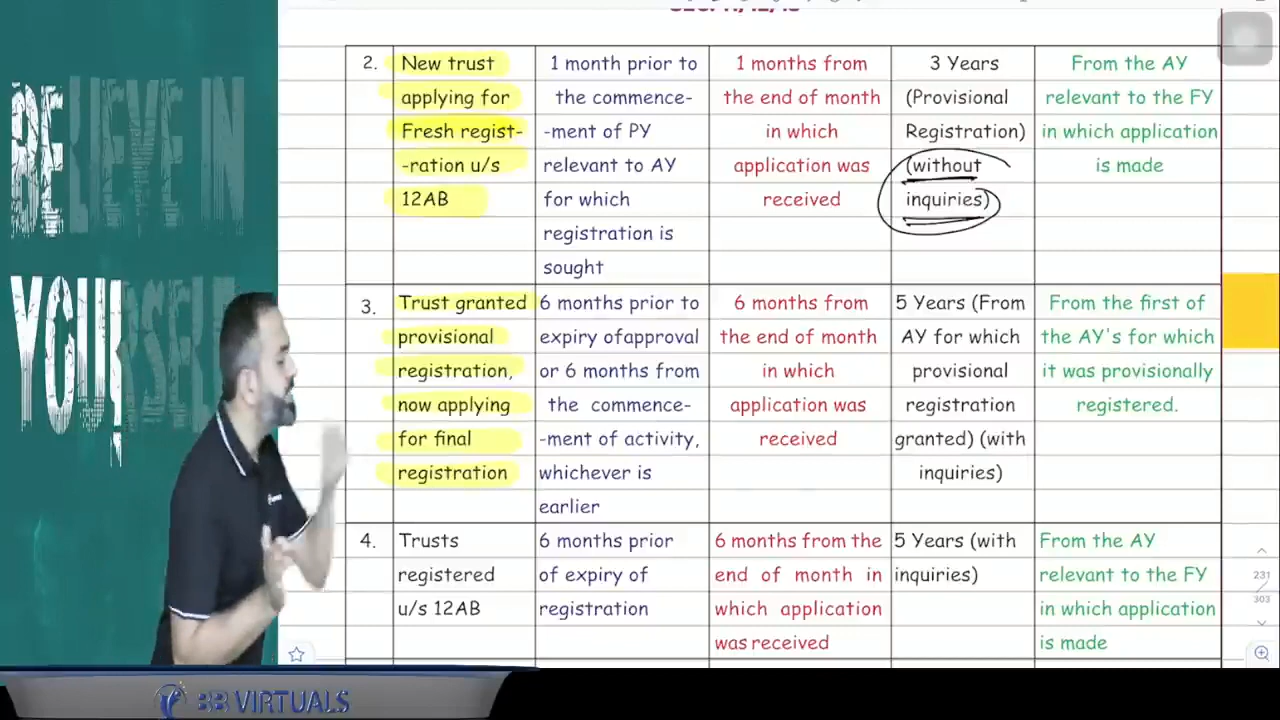 BELIEVE IN
YOURSELF
2.
New trust
applying for
Fresh regist-
-ration u/s
12AB
1 month prior to
the commence-
-ment of PY
relevant to AY
for which
registration is
sought
1 months from
the end of month
in which
application was
received
3 Years
(Provisional
Registration)
(without
inquiries)
From the AY
relevant to the FY
in which application
is made
3.
Trust granted
provisional
registration,
now applying
for final
registration
6 months prior to
expiry ofapproval
or 6 months from
the commence-
-ment of activity,
whichever is
earlier
6 months from
the end of month
in which
application was
received
5 Years (From
AY for which
provisional
registration
granted) (with
inquiries)
From the first of
the AY's for which
it was provisionally
registered.
4.
Trusts
registered
u/s 12AB
6 months prior
of expiry of
registration
6 months from the
end of month in
which application
was received
5 Years (with
inquiries)
From the AY
relevant to the FY
in which application
is made
231
303
BB VIRTUALS